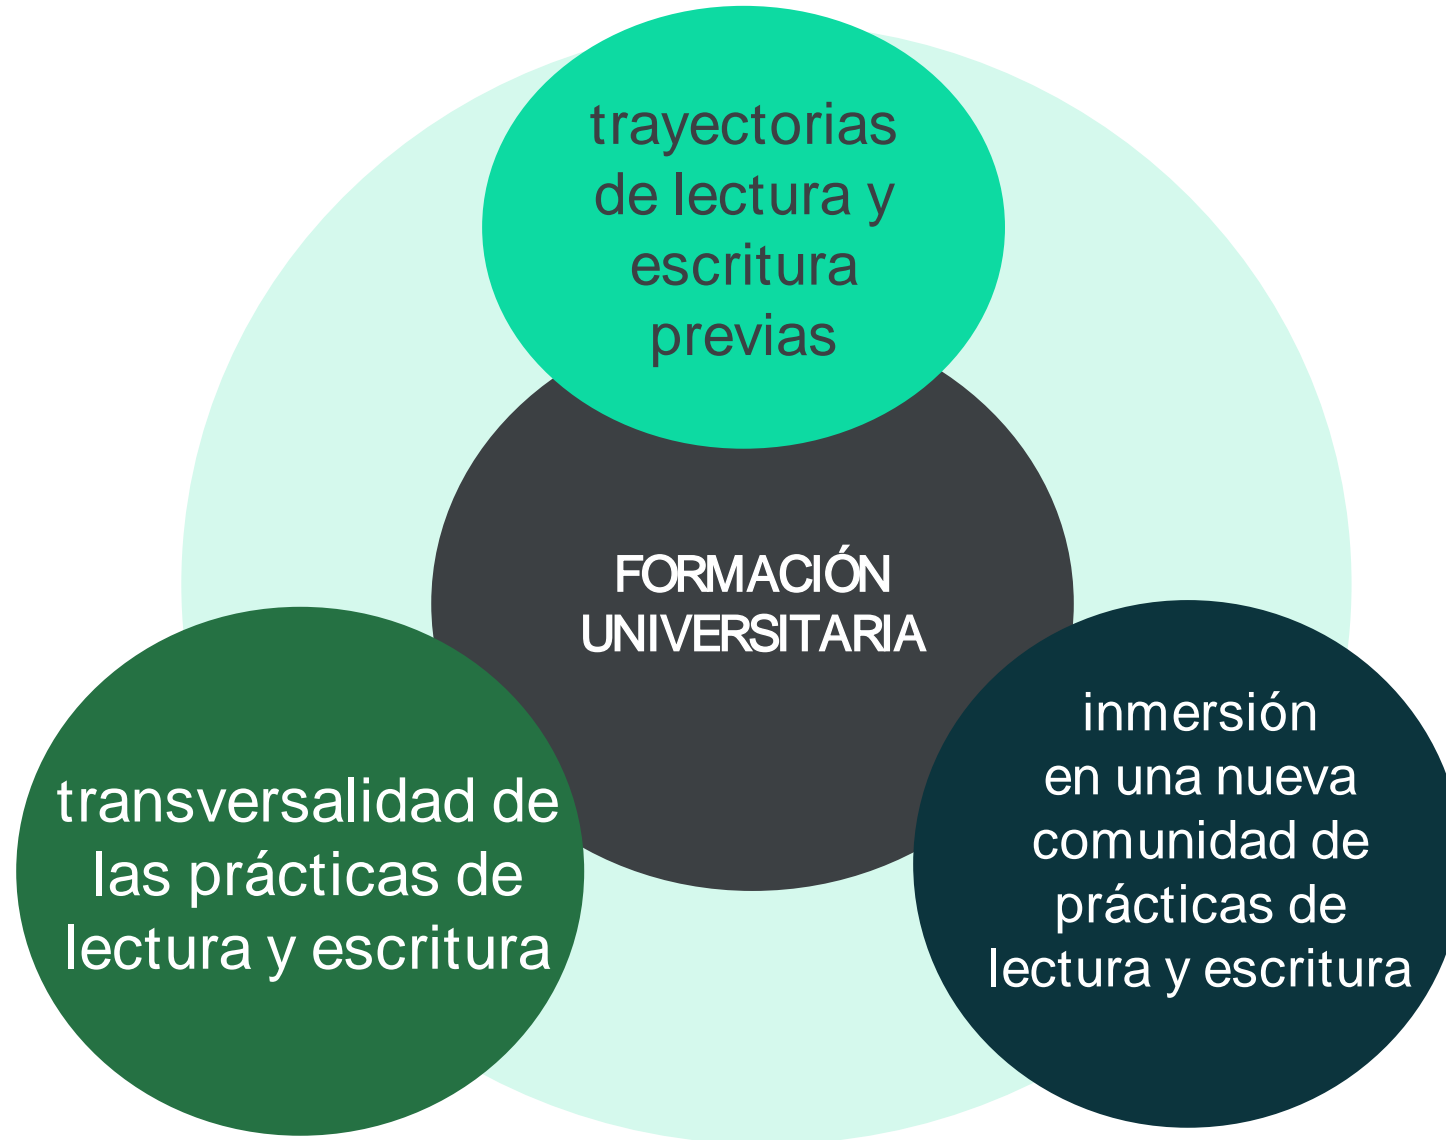 trayectorias
de lectura y
escritura
previas
FORMACIÓN
UNIVERSITARIA
transversalidad de
las prácticas de
lectura y escritura
inmersión
en una nueva
comunidad de
prácticas de
lectura y escritura